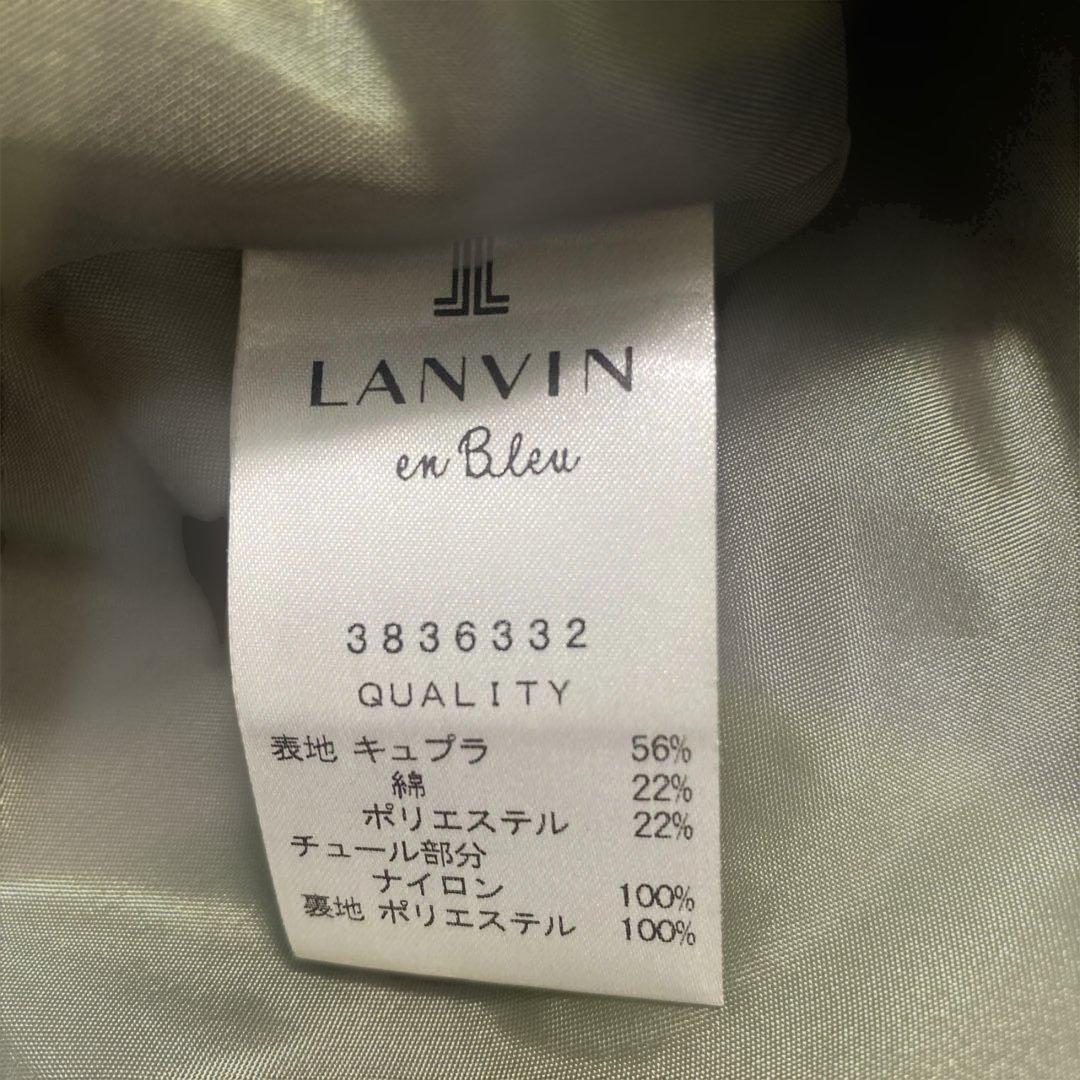 LANVIN
en Bleu
3836332
QUALITY
表地 キュプラ 56%
綿 22%
ポリエステル 22%
チュール部分
ナイロン 100%
裏地 ポリエステル 100%